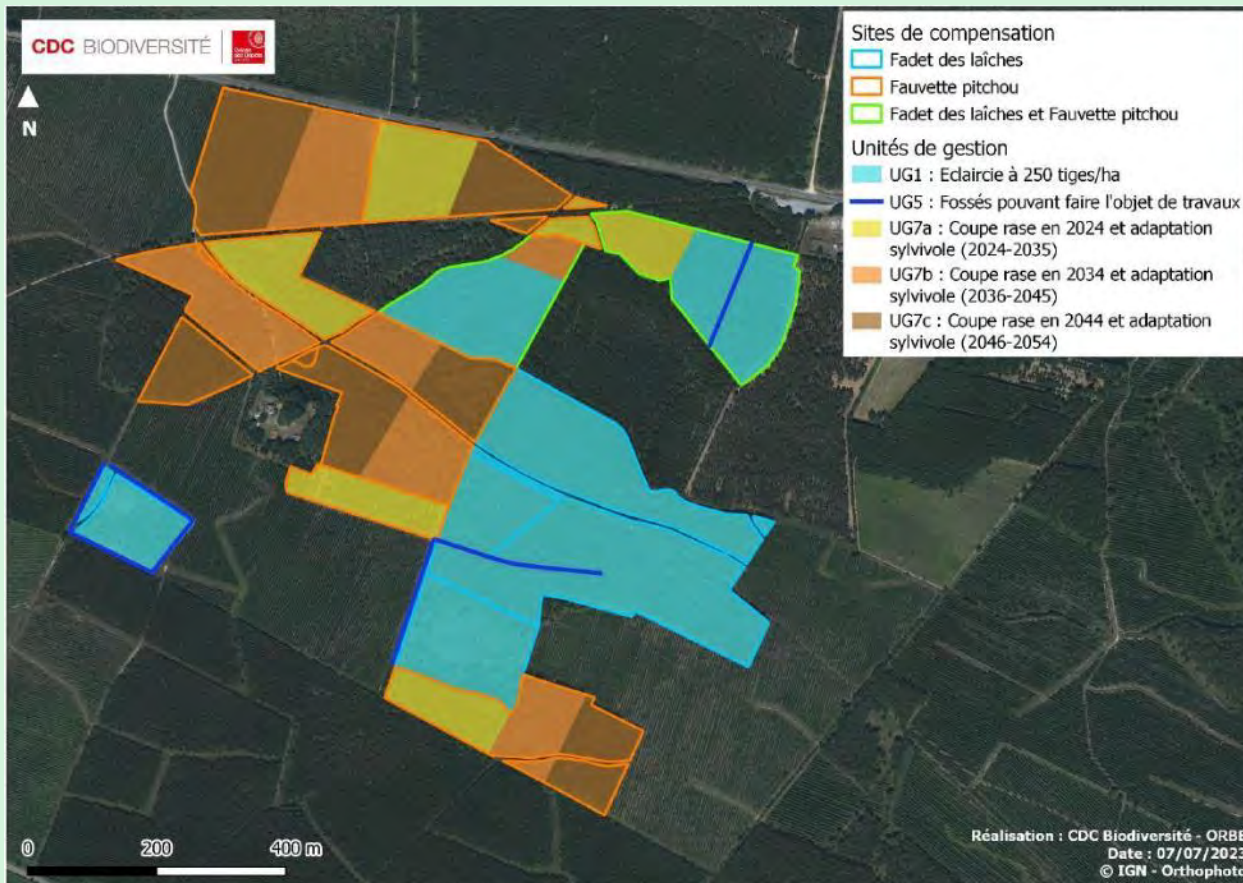 CDC BIODIVERSITÉ
N
Sites de compensation
Fadet des laîches
Fauvette pitchou
Fadet des laîches et Fauvette pitchou
Unités de gestion
UG1 : Eclaircie à 250 tiges/ha
UG5 : Fossés pouvant faire l'objet de travaux
UG7a : Coupe rase en 2024 et adaptation
sylvivole (2024-2035)
UG7b : Coupe rase en 2034 et adaptation
sylvivole (2036-2045)
UG7c : Coupe rase en 2044 et adaptation
sylvivole (2046-2054)
0 200 400 m
Réalisation : CDC Biodiversité - ORBE
Date : 07/07/2023
© IGN - Orthophoto